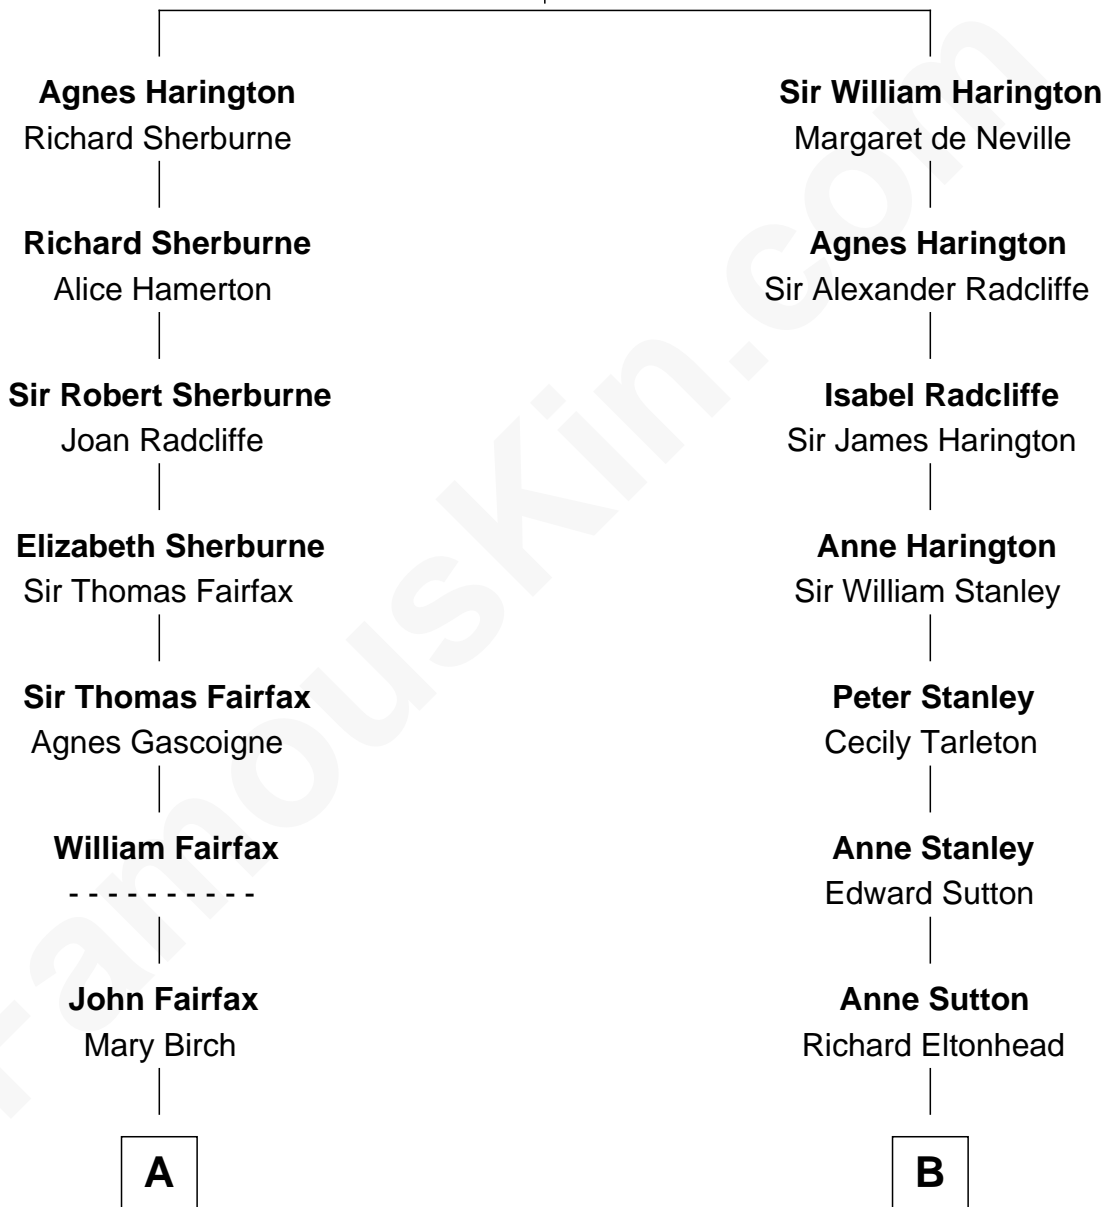 Agnes Harington
Richard Sherburne
Richard Sherburne
Alice Hamerton
Sir Robert Sherburne
Joan Radcliffe
Elizabeth Sherburne
Sir Thomas Fairfax
Sir Thomas Fairfax
Agnes Gascoigne
William Fairfax
- - - - - - - - - -
John Fairfax
Mary Birch
A
Sir William Harington
Margaret de Neville
Agnes Harington
Sir Alexander Radcliffe
Isabel Radcliffe
Sir James Harington
Anne Harington
Sir William Stanley
Peter Stanley
Cecily Tarleton
Anne Stanley
Edward Sutton
Anne Sutton
Richard Eltonhead
B
FamousKin.com